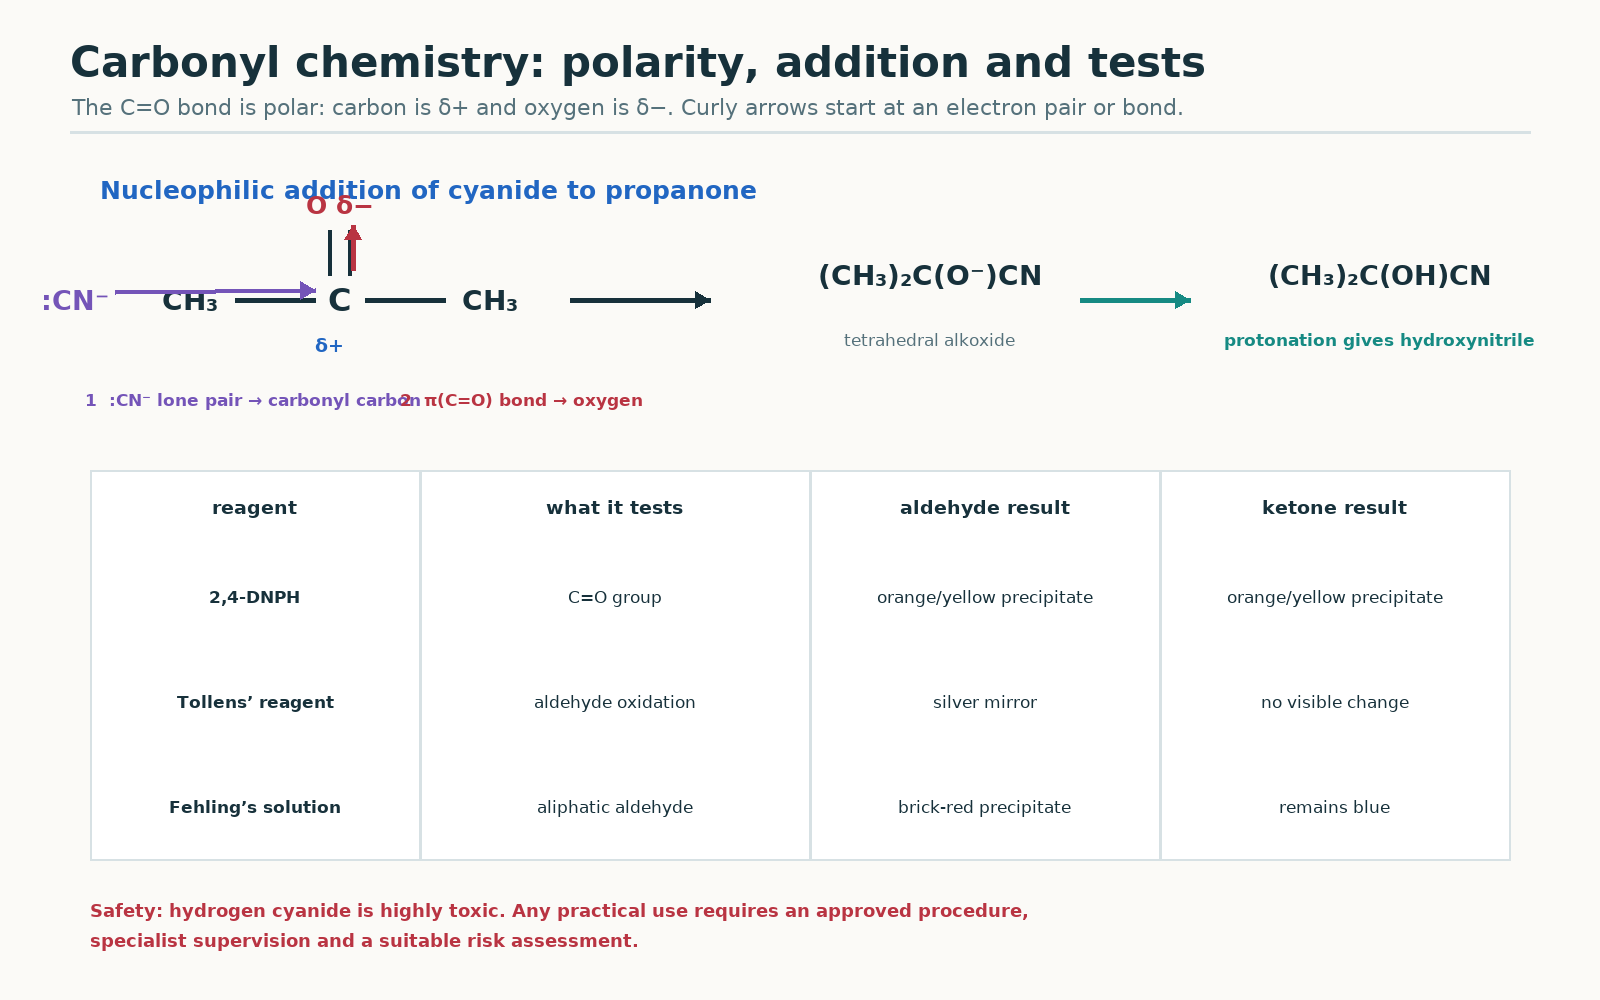 Carbonyl chemistry: polarity, addition and tests
The C=O bond is polar: carbon is δ+ and oxygen is δ−. Curly arrows start at an electron pair or bond.
Nucleophilic addition of cyanide to propanone
O δ−
:CN⁻ CH₃ C CH₃
(CH₃)₂C(O⁻)CN
(CH₃)₂C(OH)CN
δ+
tetrahedral alkoxide
protonation gives hydroxynitrile
1 :CN⁻ lone pair → carbonyl carbon
2 π(C=O) bond → oxygen
reagent what it tests aldehyde result ketone result
2,4-DNPH C=O group orange/yellow precipitate orange/yellow precipitate
Tollens’ reagent aldehyde oxidation silver mirror no visible change
Fehling’s solution aliphatic aldehyde brick-red precipitate remains blue
Safety: hydrogen cyanide is highly toxic. Any practical use requires an approved procedure,
specialist supervision and a suitable risk assessment.